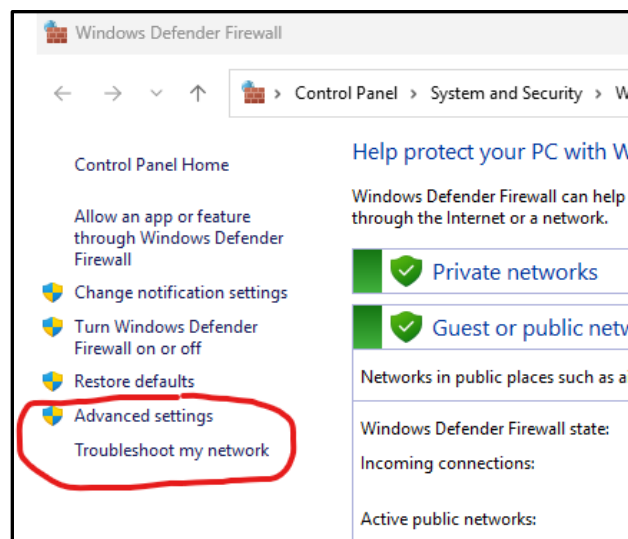 Windows Defender Firewall
Control Panel > System and Security >
Control Panel Home
Allow an app or feature
through Windows Defender
Firewall
Change notification settings
Turn Windows Defender
Firewall on or off
Restore defaults
Advanced settings
Troubleshoot my network
Help protect your PC with
Windows Defender Firewall can help
through the Internet or a network.
Private networks
Guest or public
Networks in public places such as
Windows Defender Firewall state:
Incoming connections:
Active public networks: